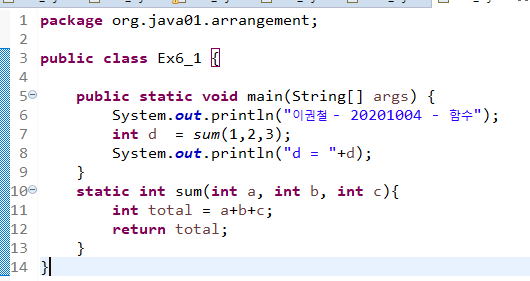 1 package org.java01.arrangement;
2
3 public class Ex6_1 {
4
5 public static void main(String[] args) {
6 System.out.println("이권철 - 20201004 - 함수");
7 int d  = sum(1,2,3);
8 System.out.println("d = "+d);
9 }
10 static int sum(int a, int b, int c){
11 int total = a+b+c;
12 return total;
13 }
14 }